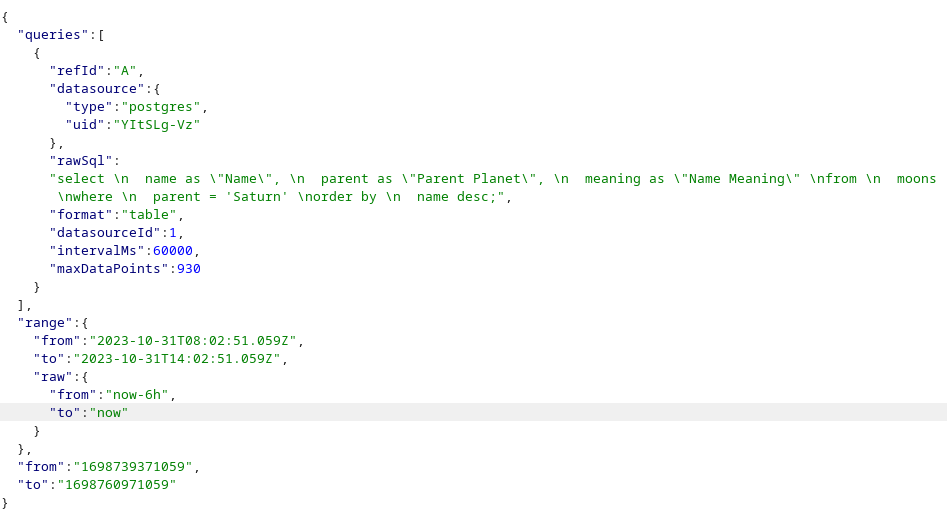 {
  "queries":[
    {
      "refId":"A",
      "datasource":{
        "type":"postgres",
        "uid":"YItSLg-Vz"
      },
      "rawSql":
      "select \n  name as \"Name\", \n  parent as \"Parent Planet\", \n  meaning as \"Name Meaning\" \nfrom \n  moons
       \nwhere \n  parent = 'Saturn' \norder by \n  name desc;",
      "format":"table",
      "datasourceId":1,
      "intervalMs":60000,
      "maxDataPoints":930
    }
  ],
  "range":{
    "from":"2023-10-31T08:02:51.059Z",
    "to":"2023-10-31T14:02:51.059Z",
    "raw":{
      "from":"now-6h",
      "to":"now"
    }
  },
  "from":"1698739371059",
  "to":"1698760971059"
}